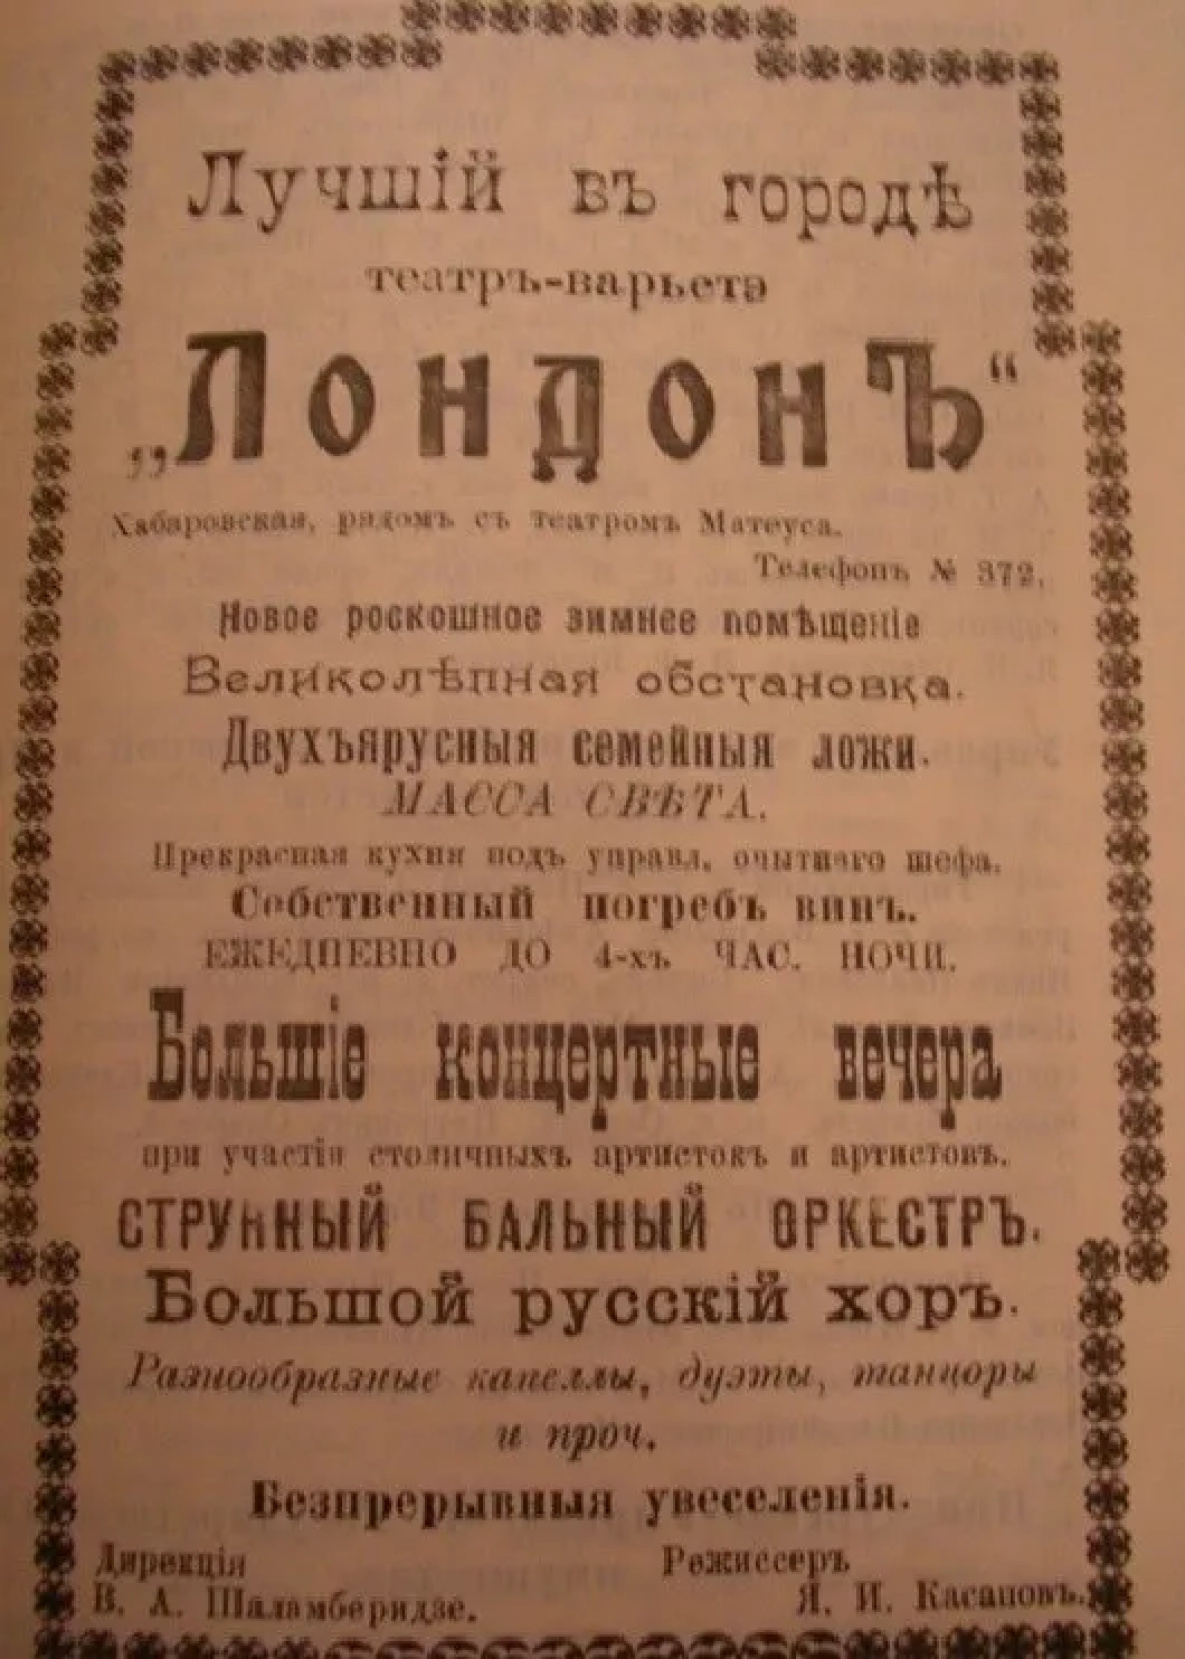 Лучшій въ городѣ
театръ-варьетэ
„ЛондонЪ“
Хабаровская, рядомъ съ театромъ Матеуса.
Телефонъ № 372.
Новое роскошное зимнее помѣщеніе
Великолѣпная обстановка.
Двухъярусныя семейныя ложи.
МАССА СВѢТА.
Прекрасная кухня подъ управл. опытнаго шефа.
Собственный погребъ винъ.
ЕЖЕДНЕВНО ДО 4-хъ ЧАС. НОЧИ.
Большіе концертные вечера
при участіи столичныхъ артистокъ и артистовъ.
СТРУННЫЙ БАЛЬНЫЙ ОРКЕСТРЪ.
Большой русскій хоръ.
Разнообразные капеллы, дуэты, танцоры
и проч.
Безпрерывныя увеселенія.
Дирекція
В. А. Шаламберидзе.
Режиссеръ
Я. И. Касаповъ.